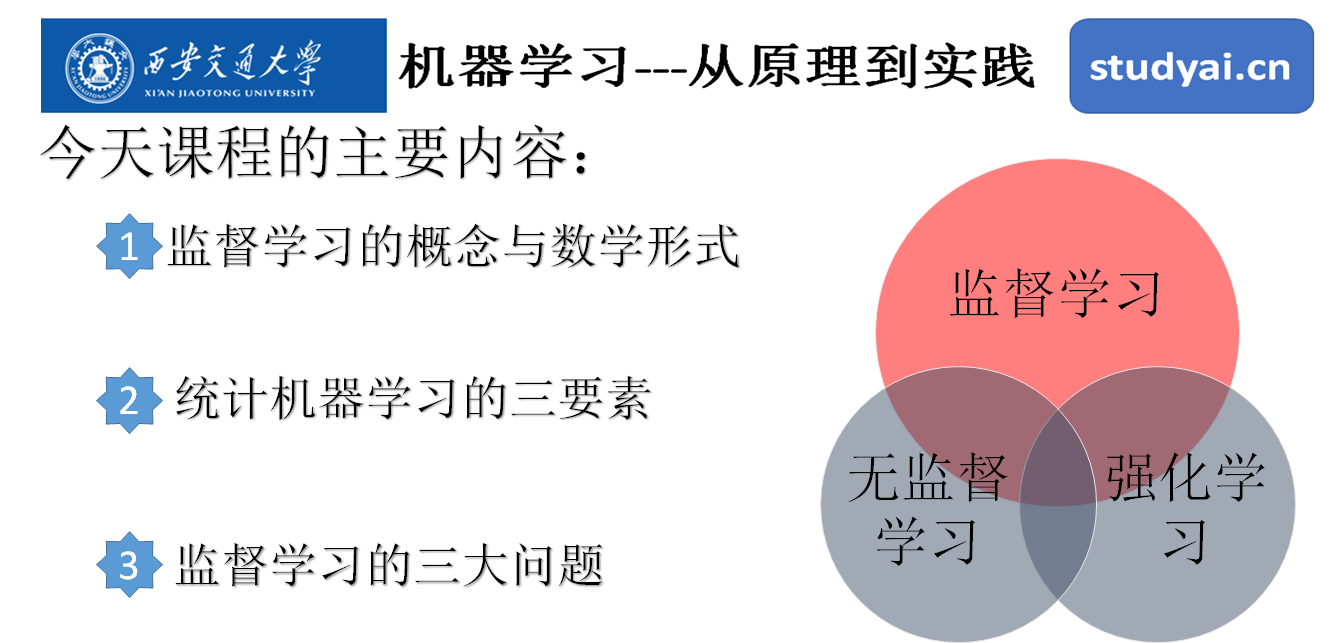 西安交通大学
XI'AN JIAOTONG UNIVERSITY
机器学习---从原理到实践
studyai.cn
今天课程的主要内容：
1 监督学习的概念与数学形式
2 统计机器学习的三要素
3 监督学习的三大问题
监督学习
无监督
学习
强化学
习